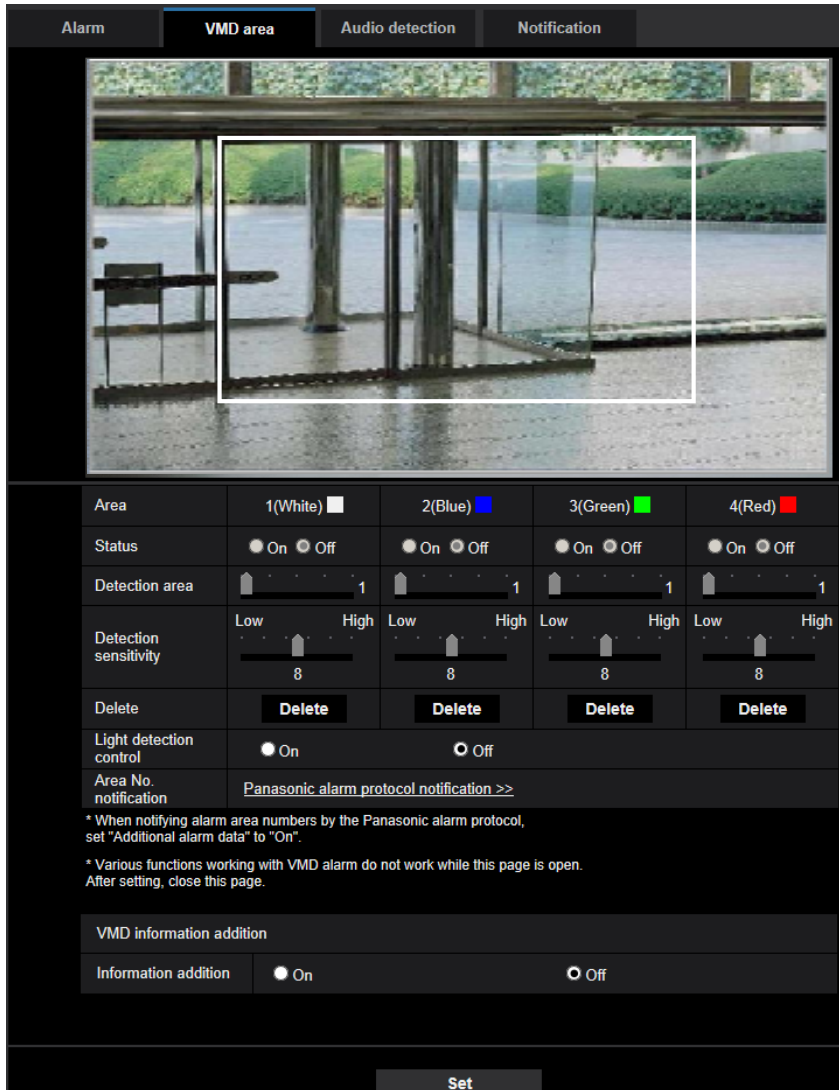 Alarm VMD area Audio detection Notification
Area 1(White) 2(Blue) 3(Green) 4(Red)
Status On Off On Off On Off On Off
Detection area 1 1 1 1
Detection sensitivity Low High Low High Low High Low High
8 8 8 8
Delete Delete Delete Delete Delete
Light detection control On Off
Area No. notification Panasonic alarm protocol notification >>
* When notifying alarm area numbers by the Panasonic alarm protocol,
set "Additional alarm data" to "On".
* Various functions working with VMD alarm do not work while this page is open.
After setting, close this page.
VMD information addition
Information addition On Off
Set